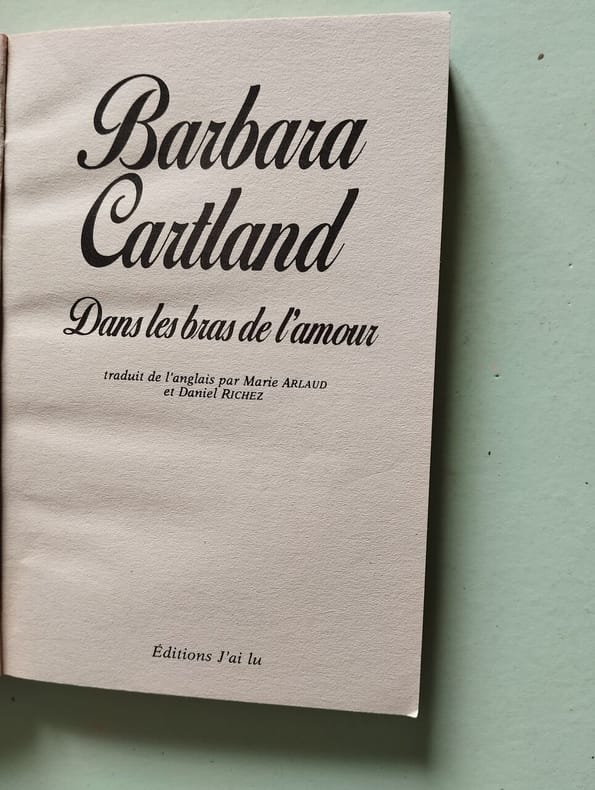 Barbara
Cartland
Dans les bras de l'amour
traduit de l'anglais par Marie ARLAUD
et Daniel RICHEZ
Éditions J'ai lu